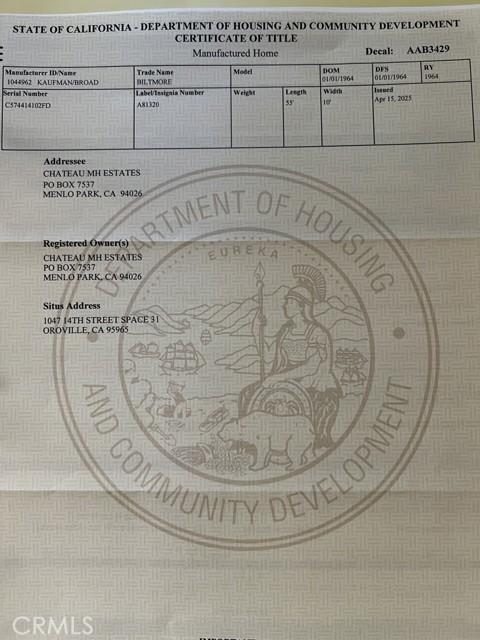 STATE OF CALIFORNIA - DEPARTMENT OF HOUSING AND COMMUNITY DEVELOPMENT
CERTIFICATE OF TITLE
Manufactured Home
Decal: AAB3429
Manufacturer ID/Name Trade Name Model DOM DFS RY
1044962 KAUFMAN/BROAD BILTMORE 01/01/1964 01/01/1964 1964
Serial Number Label/Insignia Number Weight Length Width Issued
C574414102FD A81320 55' 10' Apr 15, 2025
Addressee
CHATEAU MH ESTATES
PO BOX 7537
MENLO PARK, CA 94026
Registered Owner(s)
CHATEAU MH ESTATES
PO BOX 7537
MENLO PARK, CA 94026
Situs Address
1047 14TH STREET SPACE 31
OROVILLE, CA 95965
DEPARTMENT OF HOUSING
EUREKA
AND COMMUNITY DEVELOPMENT
CRMLS